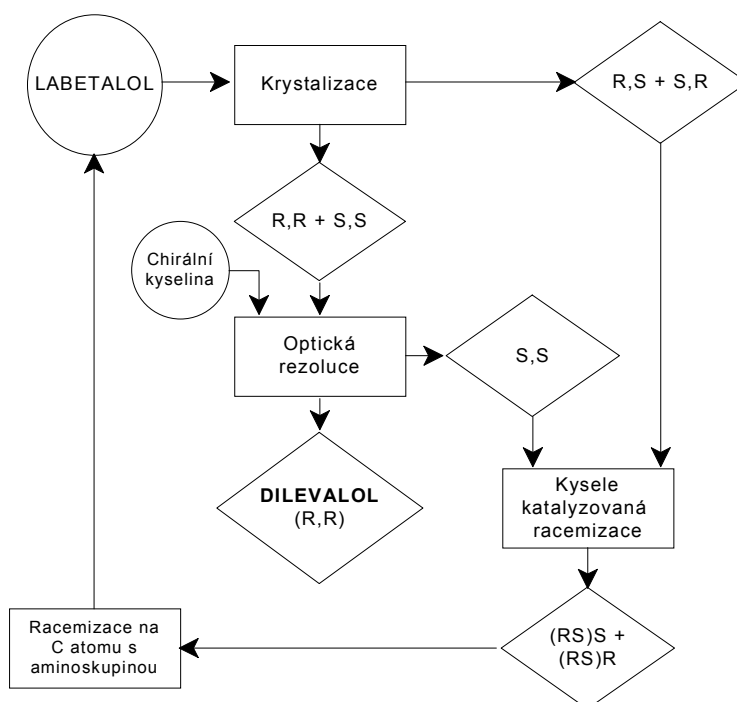 LABETALOL
Krystalizace
R,S + S,R
R,R + S,S
Chirální
kyselina
Optická
rezoluce
S,S
DILEVALOL
(R,R)
Kysele
katalyzovaná
racemizace
(RS)S +
(RS)R
Racemizace na
C atomu s
aminoskupinou